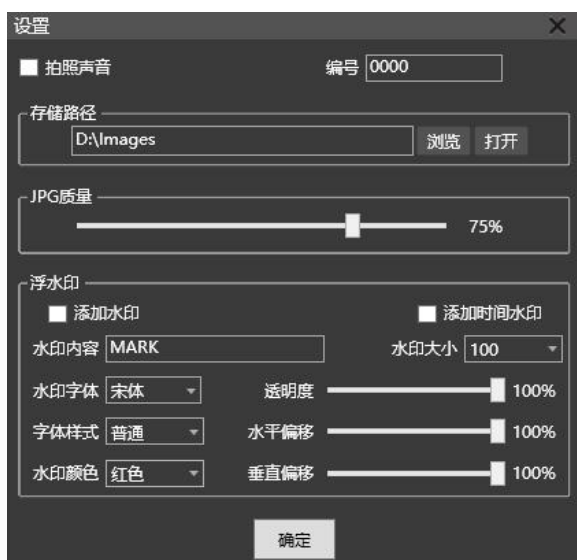 设置
拍照声音 编号 0000
存储路径
D:\Images 浏览 打开
JPG质量
75%
浮水印
添加水印 添加时间水印
水印内容 MARK 水印大小 100
水印字体 宋体 透明度 100%
字体样式 普通 水平偏移 100%
水印颜色 红色 垂直偏移 100%
确定